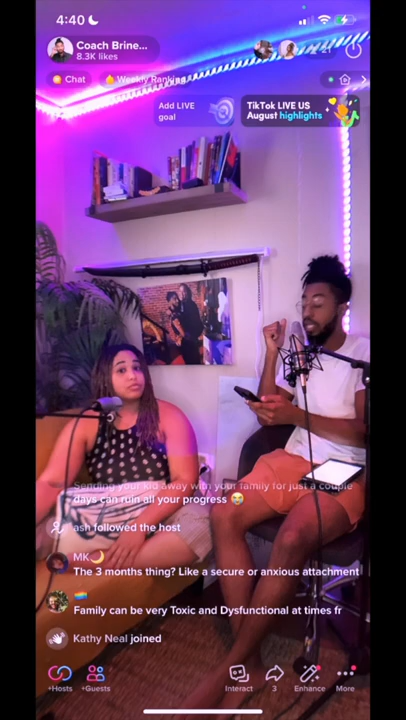 4:40
Coach Brine...
8.3K likes
21
Chat
Weekly Ranking
Add LIVE
goal
TikTok LIVE US
August highlights
Sending your kid away with your family for just a couple
days can ruin all your progress 😭
ash followed the host
MK🌙
The 3 months thing? Like a secure or anxious attachment
🏳️‍🌈
Family can be very Toxic and Dysfunctional at times fr
Kathy Neal joined
+Hosts
+Guests
Interact
3
Enhance
More